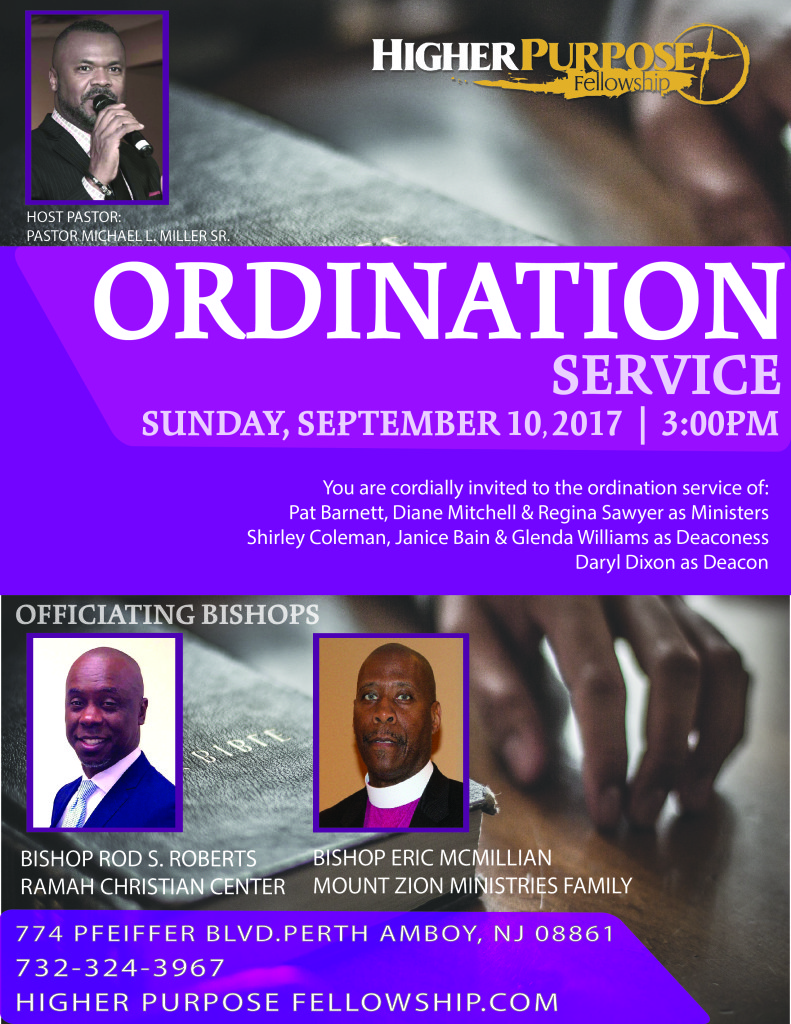 HIGHER PURPOSE
Fellowship
HOST PASTOR:
PASTOR MICHAEL L. MILLER SR.
ORDINATION
SERVICE
SUNDAY, SEPTEMBER 10, 2017 | 3:00PM
You are cordially invited to the ordination service of:
Pat Barnett, Diane Mitchell & Regina Sawyer as Ministers
Shirley Coleman, Janice Bain & Glenda Williams as Deaconess
Daryl Dixon as Deacon
OFFICIATING BISHOPS
BIBLE
BISHOP ROD S. ROBERTS
RAMAH CHRISTIAN CENTER
BISHOP ERIC MCMILLIAN
MOUNT ZION MINISTRIES FAMILY
774 PFEIFFER BLVD.PERTH AMBOY, NJ 08861
732-324-3967
HIGHER PURPOSE FELLOWSHIP.COM